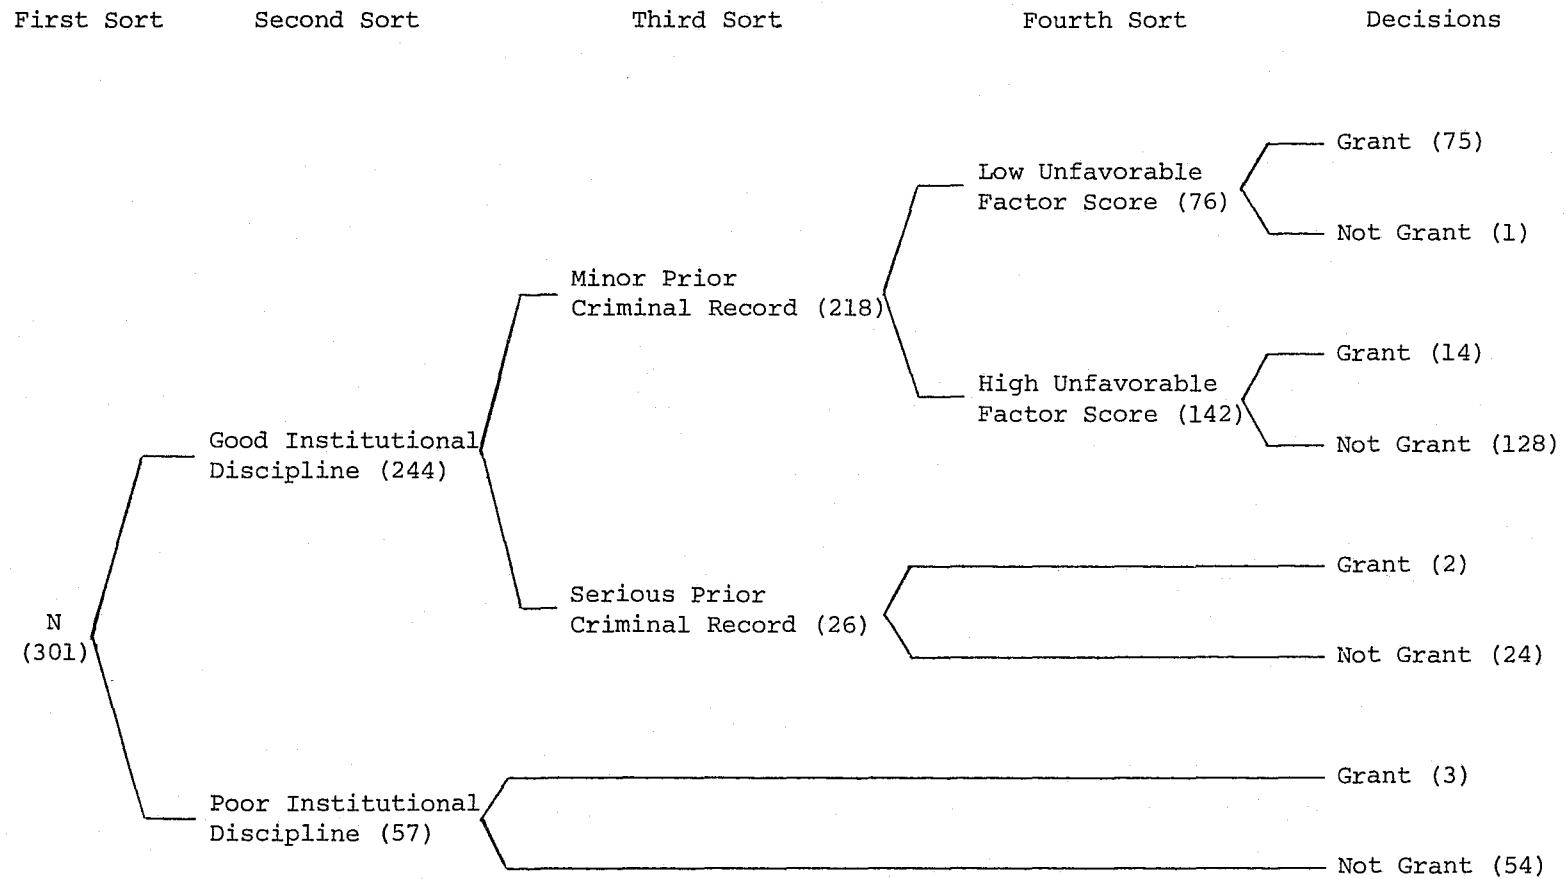 First Sort Second Sort Third Sort Fourth Sort Decisions
Grant (75)
Low Unfavorable
Factor Score (76)
Not Grant (1)
Minor Prior
Criminal Record (218)
Grant (14)
High Unfavorable
Factor Score (142)
Not Grant (128)
Good Institutional
Discipline (244)
Grant (2)
Serious Prior
Criminal Record (26)
Not Grant (24)
N
(301)
Grant (3)
Poor Institutional
Discipline (57)
Not Grant (54)